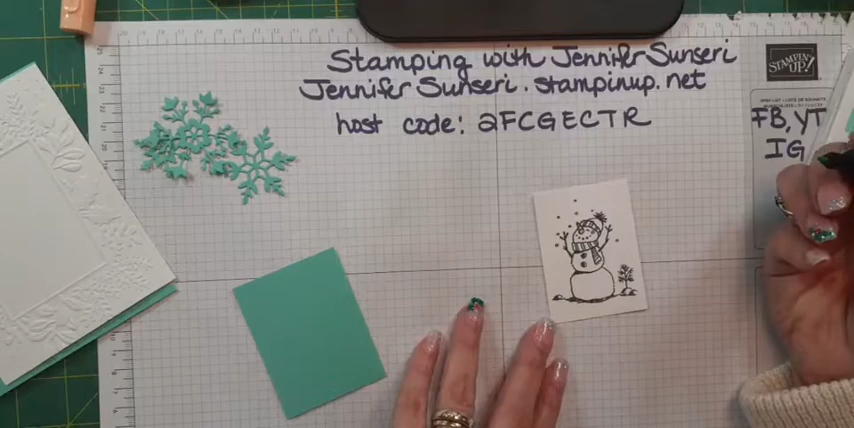 Stamping with Jennifer Sunseri
Jennifer Sunseri.stampinup.net
host code: 2FCGECTR
STAMPIN' UP!
FB, YT
IG